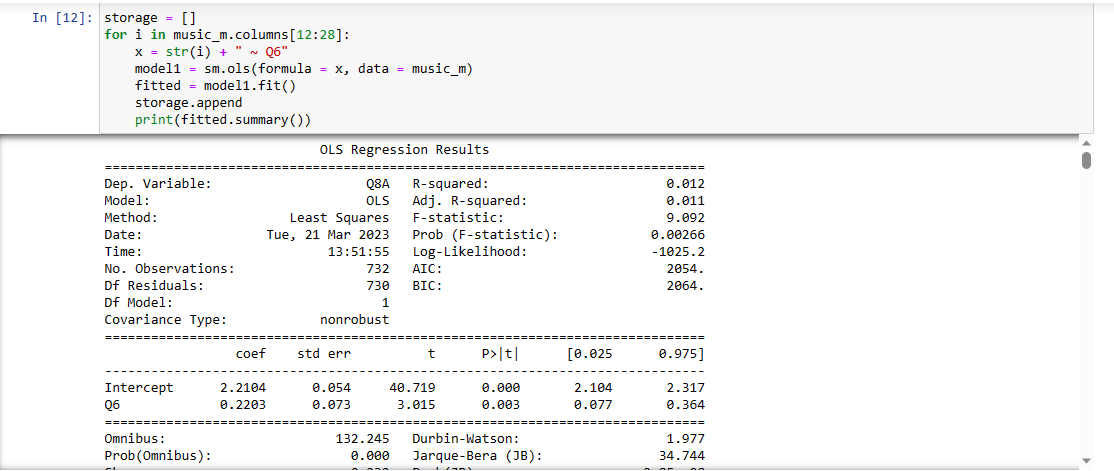 In [12]: storage = []
for i in music_m.columns[12:28]:
x = str(i) + " ~ Q6"
model1 = sm.ols(formula = x, data = music_m)
fitted = model1.fit()
storage.append
print(fitted.summary())
OLS Regression Results
==============================================================================
Dep. Variable: Q8A R-squared: 0.012
Model: OLS Adj. R-squared: 0.011
Method: Least Squares F-statistic: 9.092
Date: Tue, 21 Mar 2023 Prob (F-statistic): 0.00266
Time: 13:51:55 Log-Likelihood: -1025.2
No. Observations: 732 AIC: 2054.
Df Residuals: 730 BIC: 2064.
Df Model: 1
Covariance Type: nonrobust
==============================================================================
coef std err t P>|t| [0.025 0.975]
------------------------------------------------------------------------------
Intercept 2.2104 0.054 40.719 0.000 2.104 2.317
Q6 0.2203 0.073 3.015 0.003 0.077 0.364
==============================================================================
Omnibus: 132.245 Durbin-Watson: 1.977
Prob(Omnibus): 0.000 Jarque-Bera (JB): 34.744